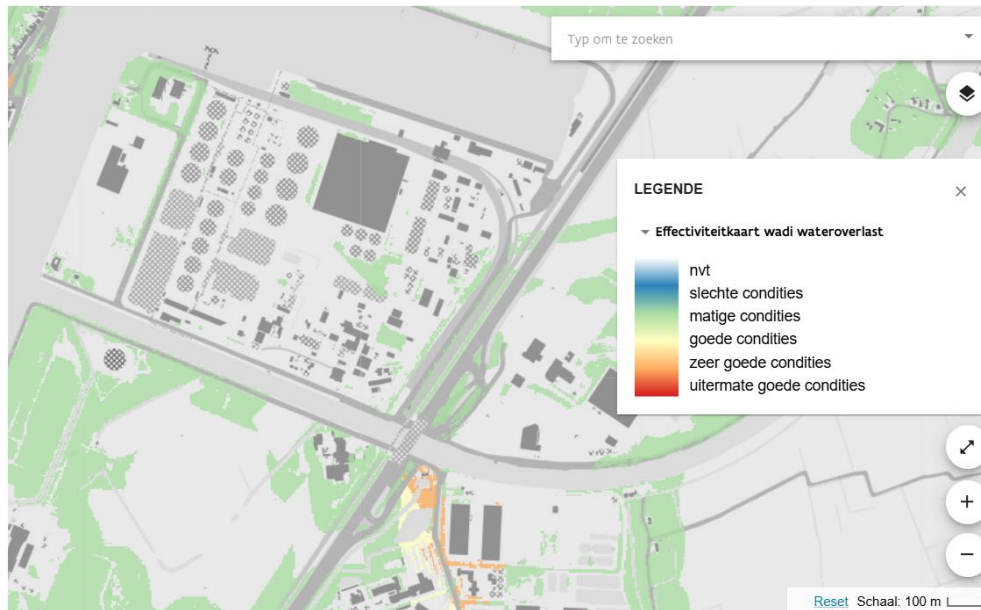 Typ om te zoeken
LEGENDE
Effectiviteitkaart wadi wateroverlast
nvt
slechte condities
matige condities
goede condities
zeer goede condities
uitermate goede condities
Reset Schaal: 100 m